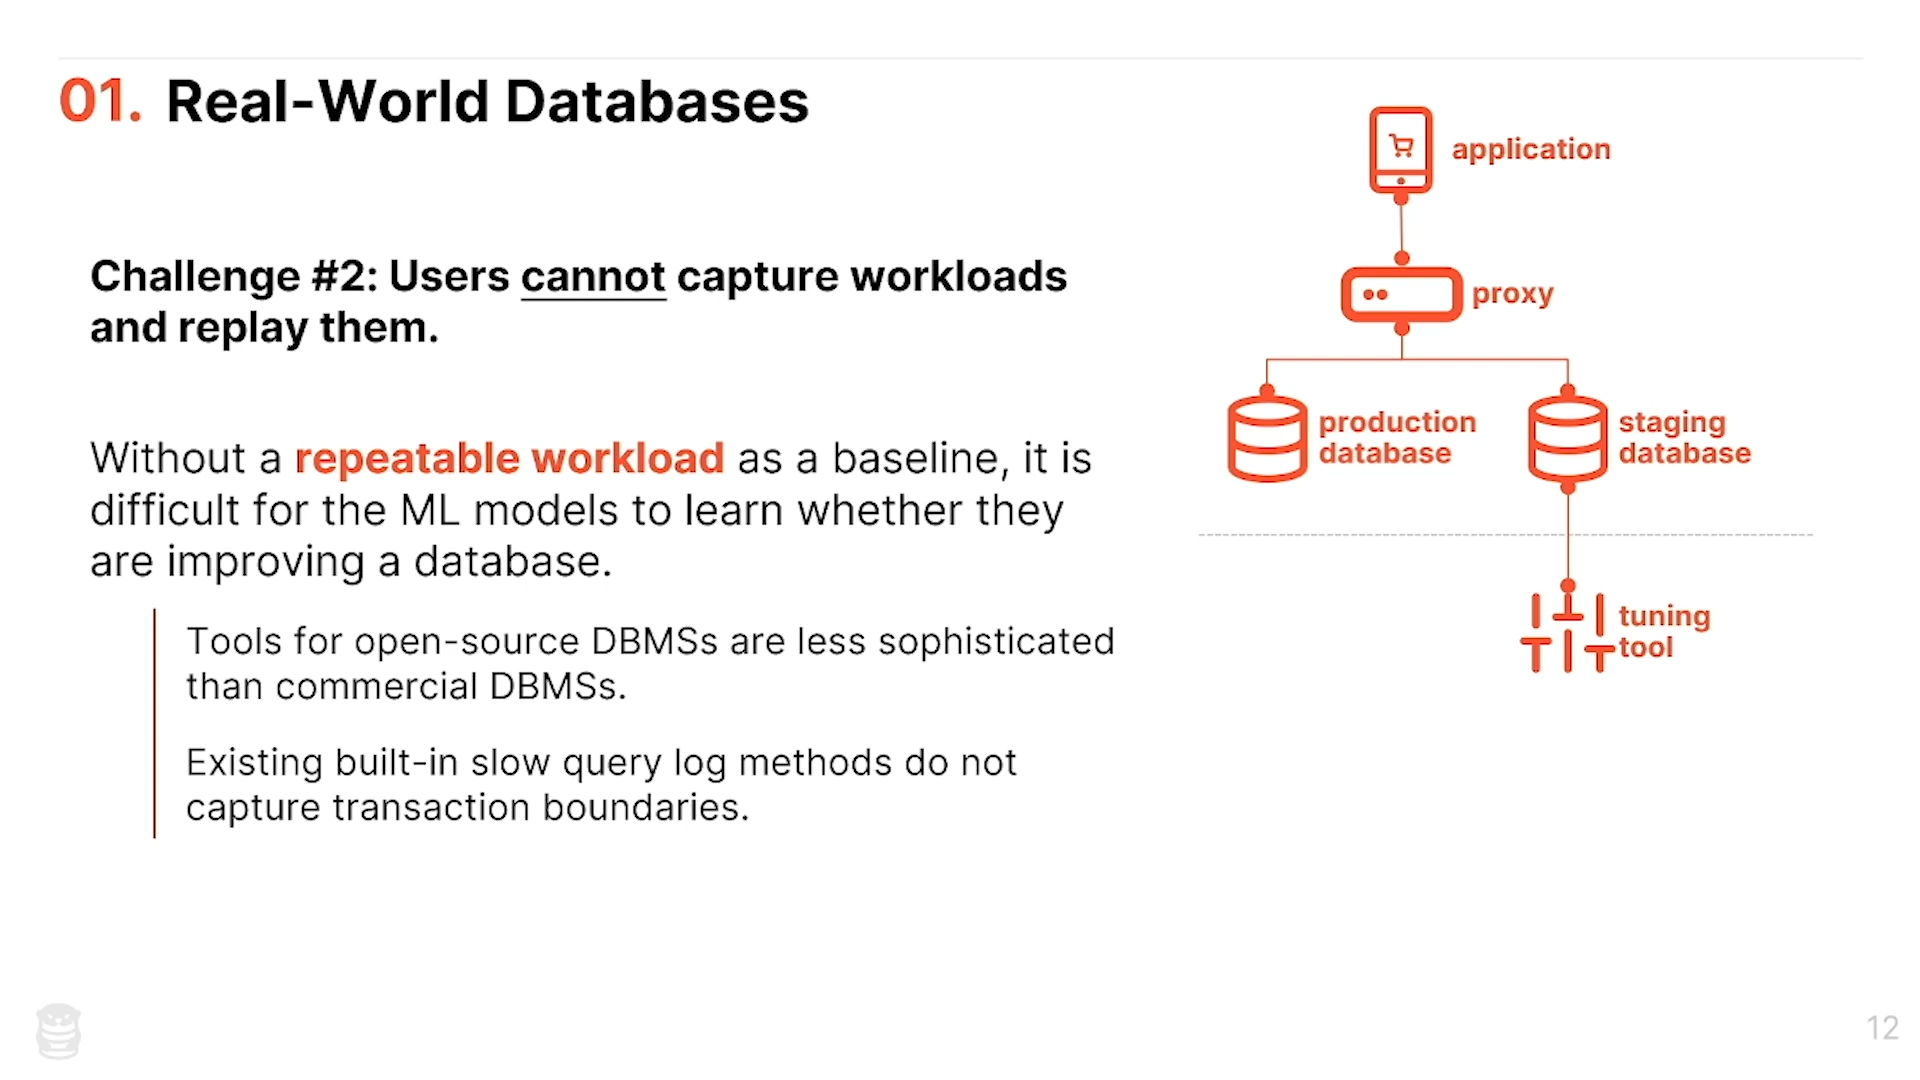 01. Real-World Databases
Challenge #2: Users cannot capture workloads
and replay them.
Without a repeatable workload as a baseline, it is
difficult for the ML models to learn whether they
are improving a database.
Tools for open-source DBMSs are less sophisticated
than commercial DBMSs.
Existing built-in slow query log methods do not
capture transaction boundaries.
application
proxy
production
database
staging
database
tuning
tool
12